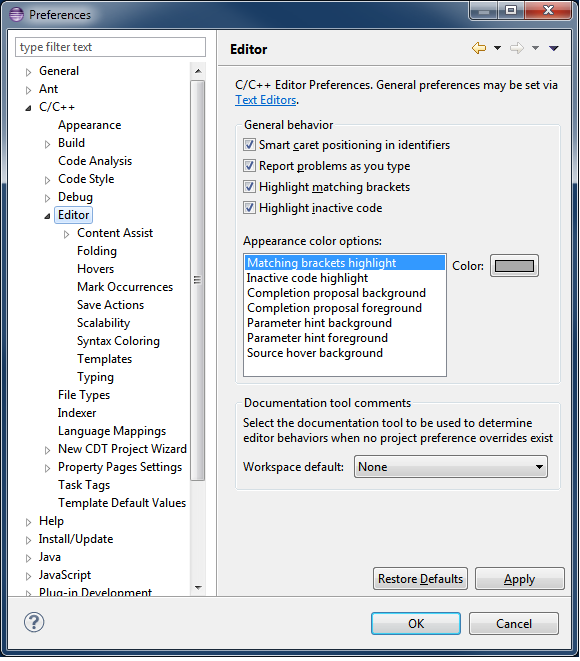 Preferences
type filter text
General
Ant
C/C++
Appearance
Build
Code Analysis
Code Style
Debug
Editor
Content Assist
Folding
Hovers
Mark Occurrences
Save Actions
Scalability
Syntax Coloring
Templates
Typing
File Types
Indexer
Language Mappings
New CDT Project Wizard
Property Pages Settings
Task Tags
Template Default Values
Help
Install/Update
Java
JavaScript
Plug-in Development
Editor
C/C++ Editor Preferences. General preferences may be set via
Text Editors.
General behavior
Smart caret positioning in identifiers
Report problems as you type
Highlight matching brackets
Highlight inactive code
Appearance color options:
Matching brackets highlight
Inactive code highlight
Completion proposal background
Completion proposal foreground
Parameter hint background
Parameter hint foreground
Source hover background
Color:
Documentation tool comments
Select the documentation tool to be used to determine
editor behaviors when no project preference overrides exist
Workspace default: None
Restore Defaults
Apply
?
OK
Cancel